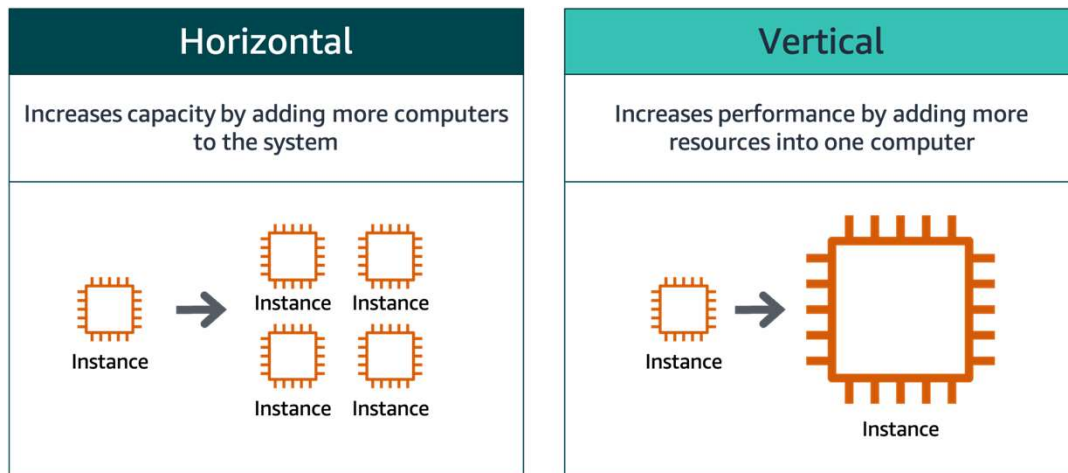 Horizontal
Increases capacity by adding more computers
to the system
Instance
Instance Instance
Instance Instance
Vertical
Increases performance by adding more
resources into one computer
Instance
Instance